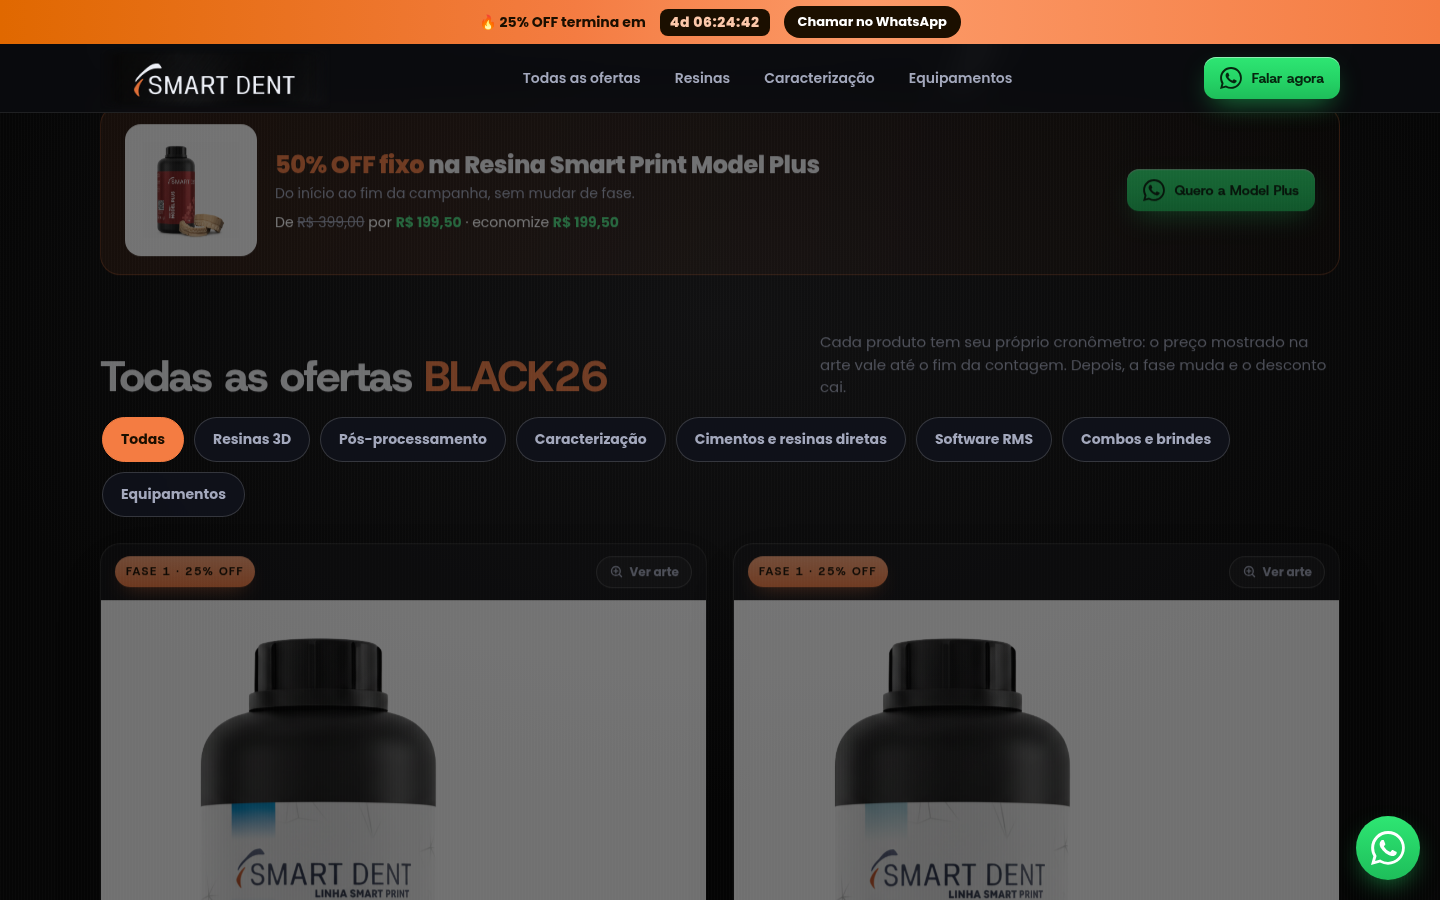 🔥 25% OFF termina em 4d 06:24:42 Chamar no WhatsApp
SMART DENT Todas as ofertas Resinas Caracterização Equipamentos Falar agora
50% OFF fixo na Resina Smart Print Model Plus
Do início ao fim da campanha, sem mudar de fase.
De R$ 399,00 por R$ 199,50 · economize R$ 199,50
Quero a Model Plus
Todas as ofertas BLACK26
Cada produto tem seu próprio cronômetro: o preço mostrado na
arte vale até o fim da contagem. Depois, a fase muda e o desconto
cai.
Todas Resinas 3D Pós-processamento Caracterização Cimentos e resinas diretas Software RMS Combos e brindes
Equipamentos
FASE 1 · 25% OFF Ver arte
SMART DENT
LINHA SMART PRINT
FASE 1 · 25% OFF Ver arte
SMART DENT
LINHA SMART PRINT